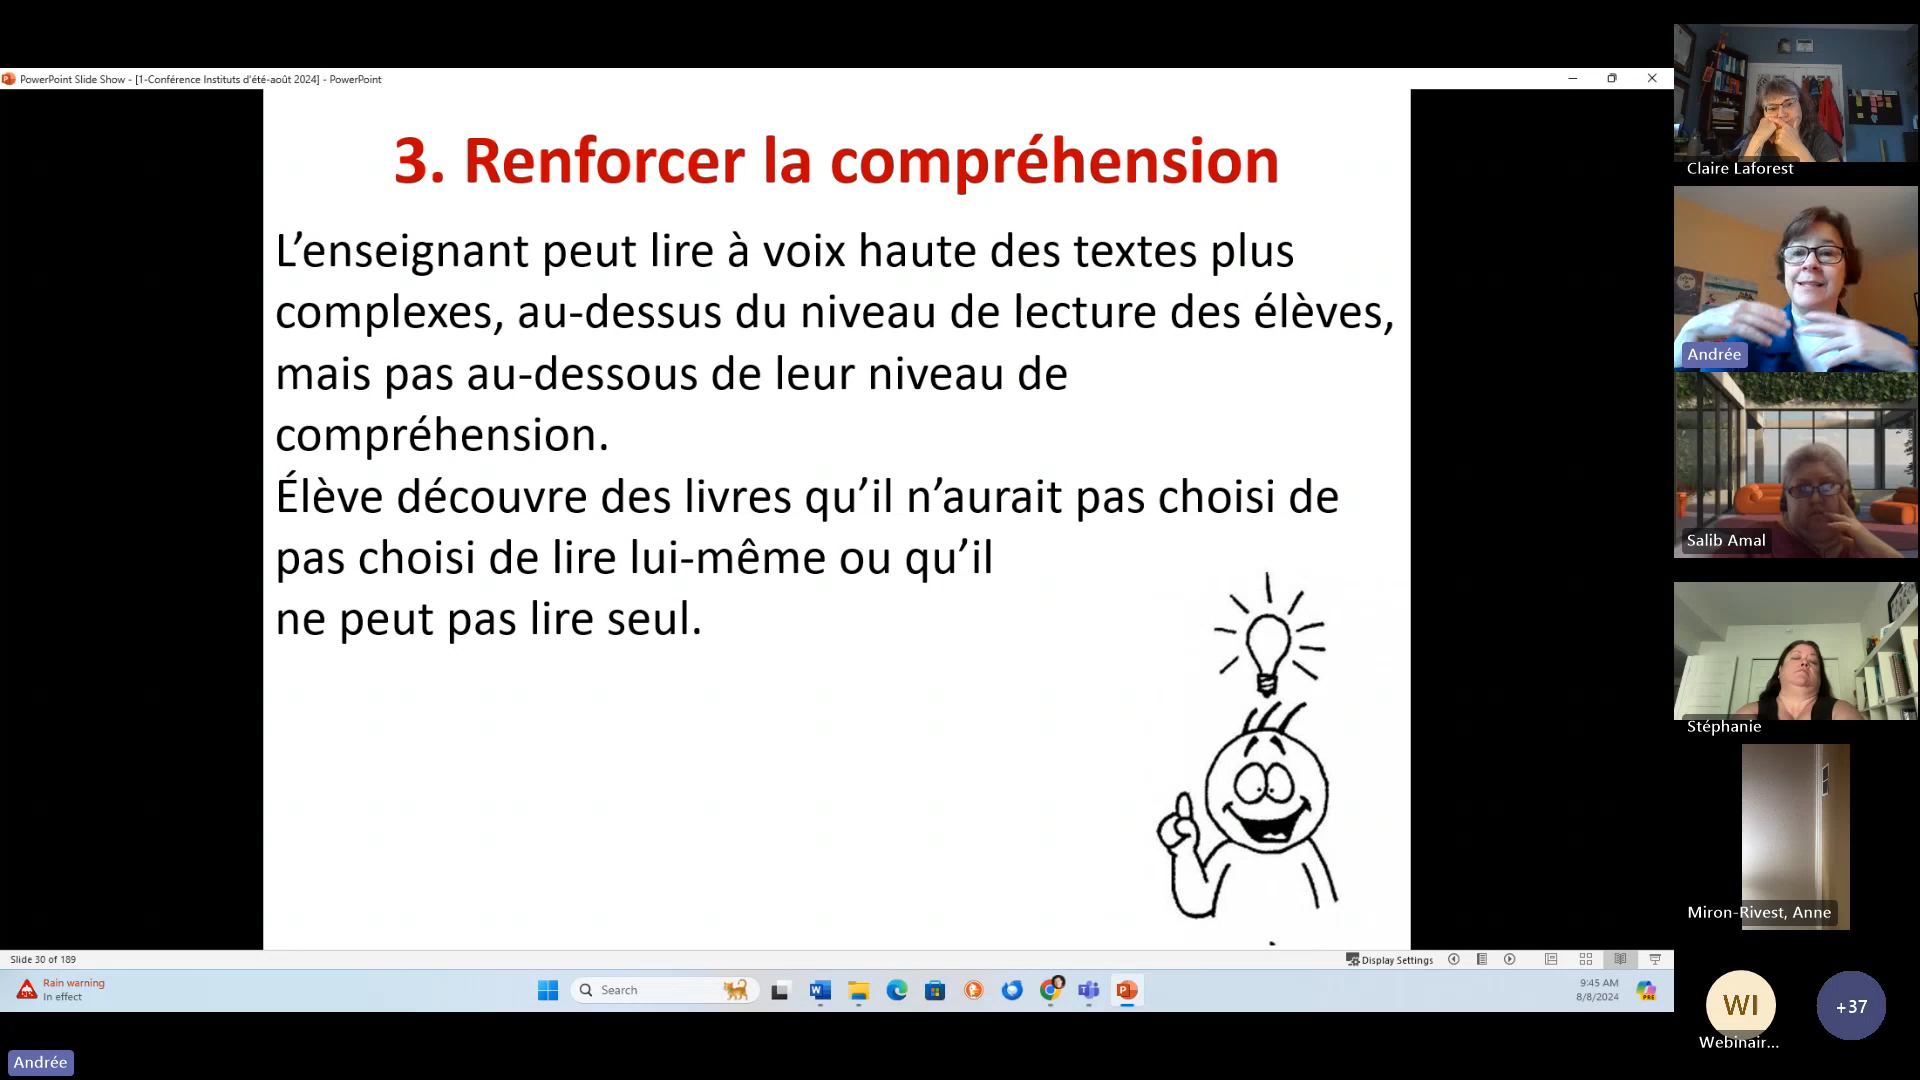 PowerPoint Slide Show - [1-Conférence Instituts d'été-août 2024] - PowerPoint
3. Renforcer la compréhension
L'enseignant peut lire à voix haute des textes plus
complexes, au-dessus du niveau de lecture des élèves,
mais pas au-dessous de leur niveau de
compréhension.
Élève découvre des livres qu'il n'aurait pas choisi de
pas choisi de lire lui-même ou qu'il
ne peut pas lire seul.
Slide 30 of 189
Display Settings
Rain warning
In effect
Search
9:45 AM
8/8/2024
Claire Laforest
Andrée
Salib Amal
Stéphanie
Miron-Rivest, Anne
WI
Webinair...
+37
Andrée